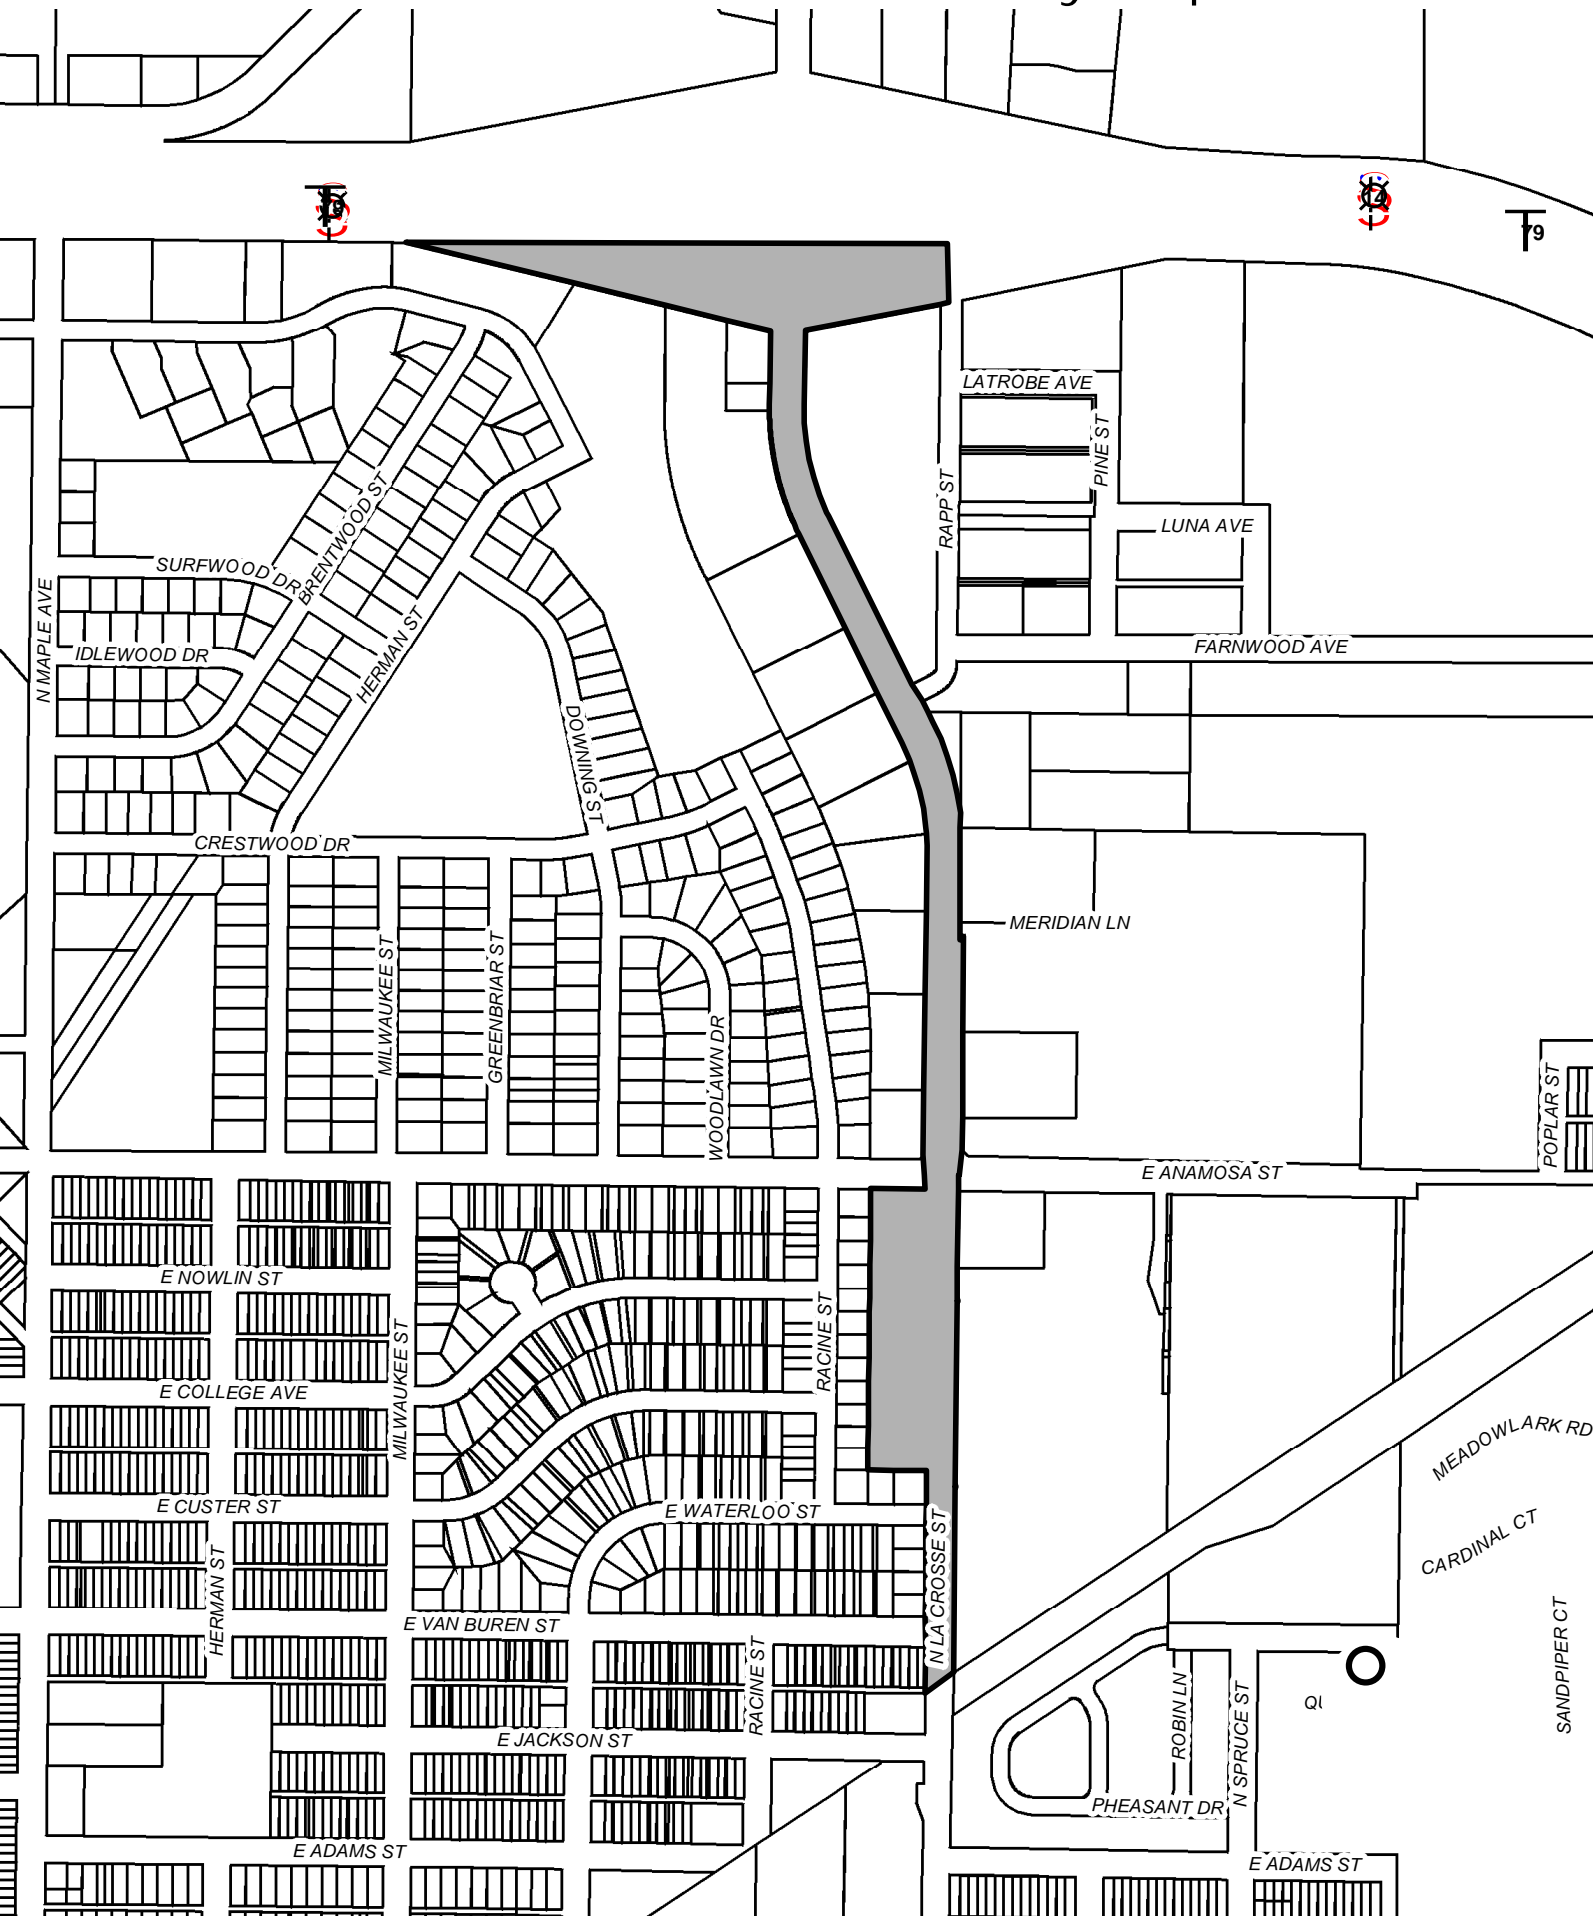 79
14
79
LATROBE AVE
PINE ST
RAPP ST
LUNA AVE
SURFWOOD DR
BRENTWOOD ST
N MAPLE AVE
IDLEWOOD DR
HERMAN ST
FARNWOOD AVE
DOWNING ST
CRESTWOOD DR
MERIDIAN LN
MILWAUKEE ST
GREENBRIAR ST
WOODLAWN DR
POPLAR ST
E ANAMOSA ST
E NOWLIN ST
MILWAUKEE ST
RACINE ST
E COLLEGE AVE
MEADOWLARK RD
E CUSTER ST
E WATERLOO ST
N LA CROSSE ST
CARDINAL CT
HERMAN ST
E VAN BUREN ST
SANDPIPER CT
RACINE ST
ROBIN LN
N SPRUCE ST
QU
E JACKSON ST
PHEASANT DR
E ADAMS ST
E ADAMS ST